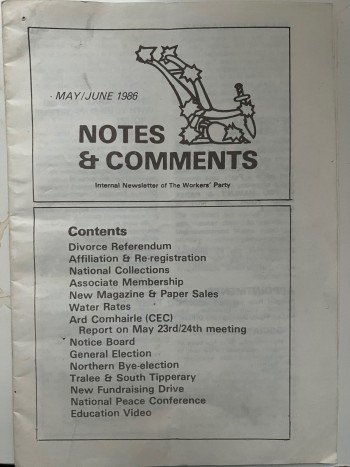 MAY/JUNE 1986
NOTES
& COMMENTS
Internal Newsletter of The Workers' Party
Contents
Divorce Referendum
Affiliation & Re-registration
National Collections
Associate Membership
New Magazine & Paper Sales
Water Rates
Ard Comhairle (CEC)
Report on May 23rd/24th meeting
Notice Board
General Election
Northern Bye-election
Tralee & South Tipperary
New Fundraising Drive
National Peace Conference
Education Video